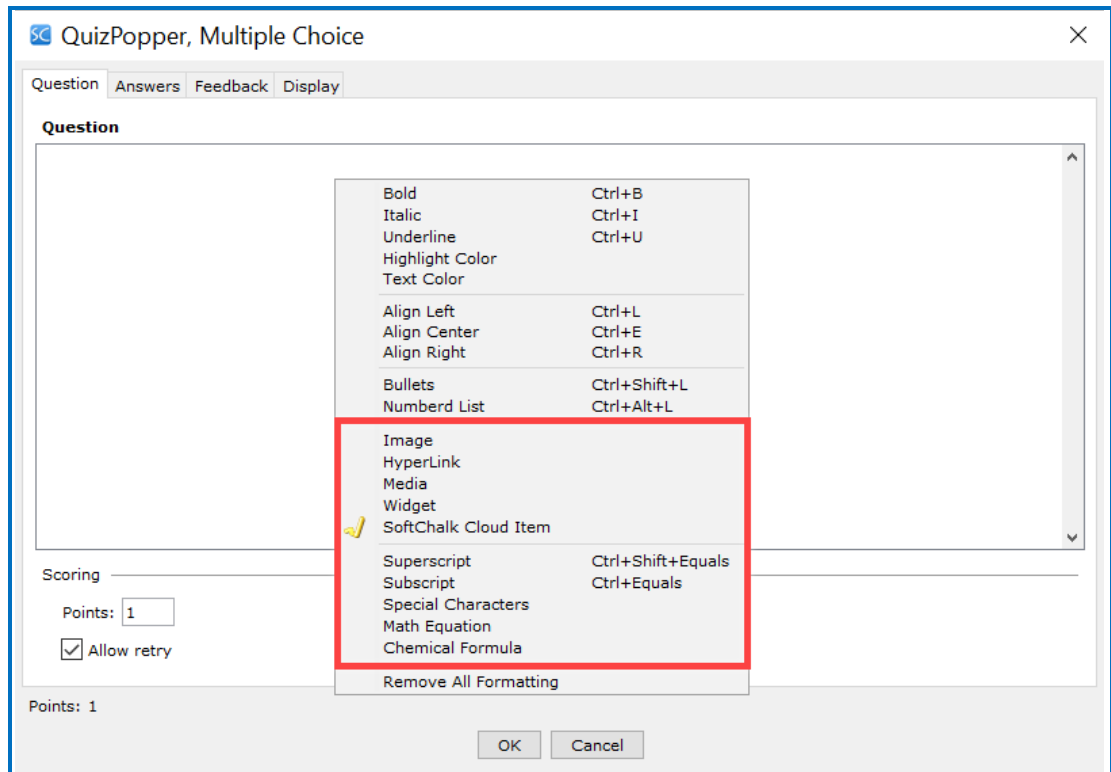 SC QuizPopper, Multiple Choice
Question Answers Feedback Display
Question
Bold Ctrl+B
Italic Ctrl+I
Underline Ctrl+U
Highlight Color
Text Color
Align Left Ctrl+L
Align Center Ctrl+E
Align Right Ctrl+R
Bullets Ctrl+Shift+L
Numberd List Ctrl+Alt+L
Image
HyperLink
Media
Widget
SoftChalk Cloud Item
Superscript Ctrl+Shift+Equals
Subscript Ctrl+Equals
Special Characters
Math Equation
Chemical Formula
Remove All Formatting
Scoring
Points: 1
Allow retry
Points: 1
OK Cancel